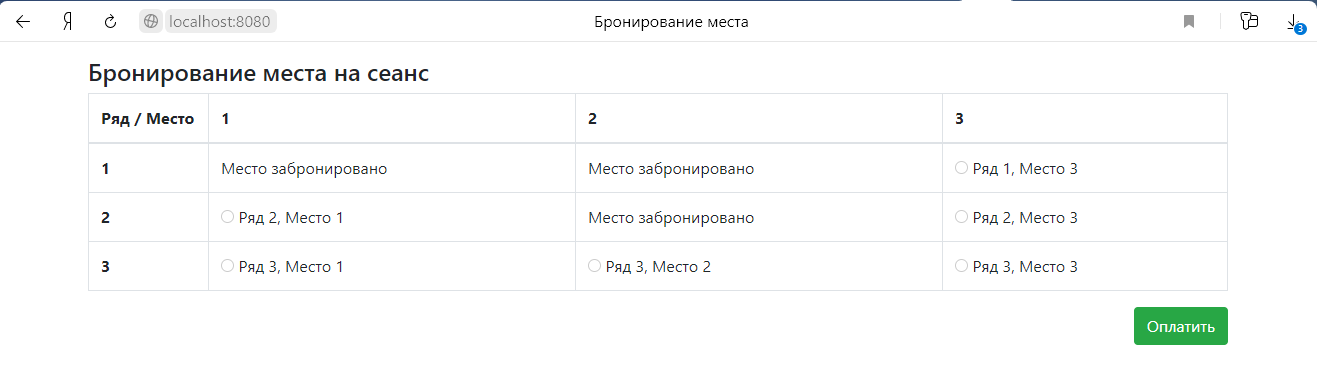 Я localhost:8080 Бронирование места 3
Бронирование места на сеанс
Ряд / Место 1 2 3
1 Место забронировано Место забронировано Ряд 1, Место 3
2 Ряд 2, Место 1 Место забронировано Ряд 2, Место 3
3 Ряд 3, Место 1 Ряд 3, Место 2 Ряд 3, Место 3
Оплатить